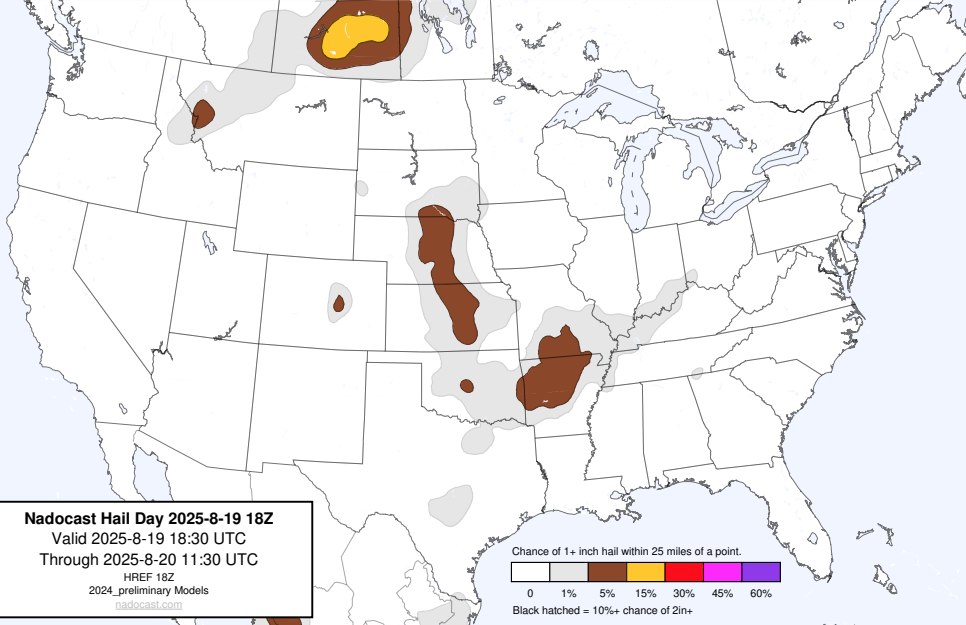 Nadocast Hail Day 2025-8-19 18Z
Valid 2025-8-19 18:30 UTC
Through 2025-8-20 11:30 UTC
HREF 18Z
2024_preliminary Models
nadocast.com
Chance of 1+ inch hail within 25 miles of a point.
0 1% 5% 15% 30% 45% 60%
Black hatched = 10%+ chance of 2in+